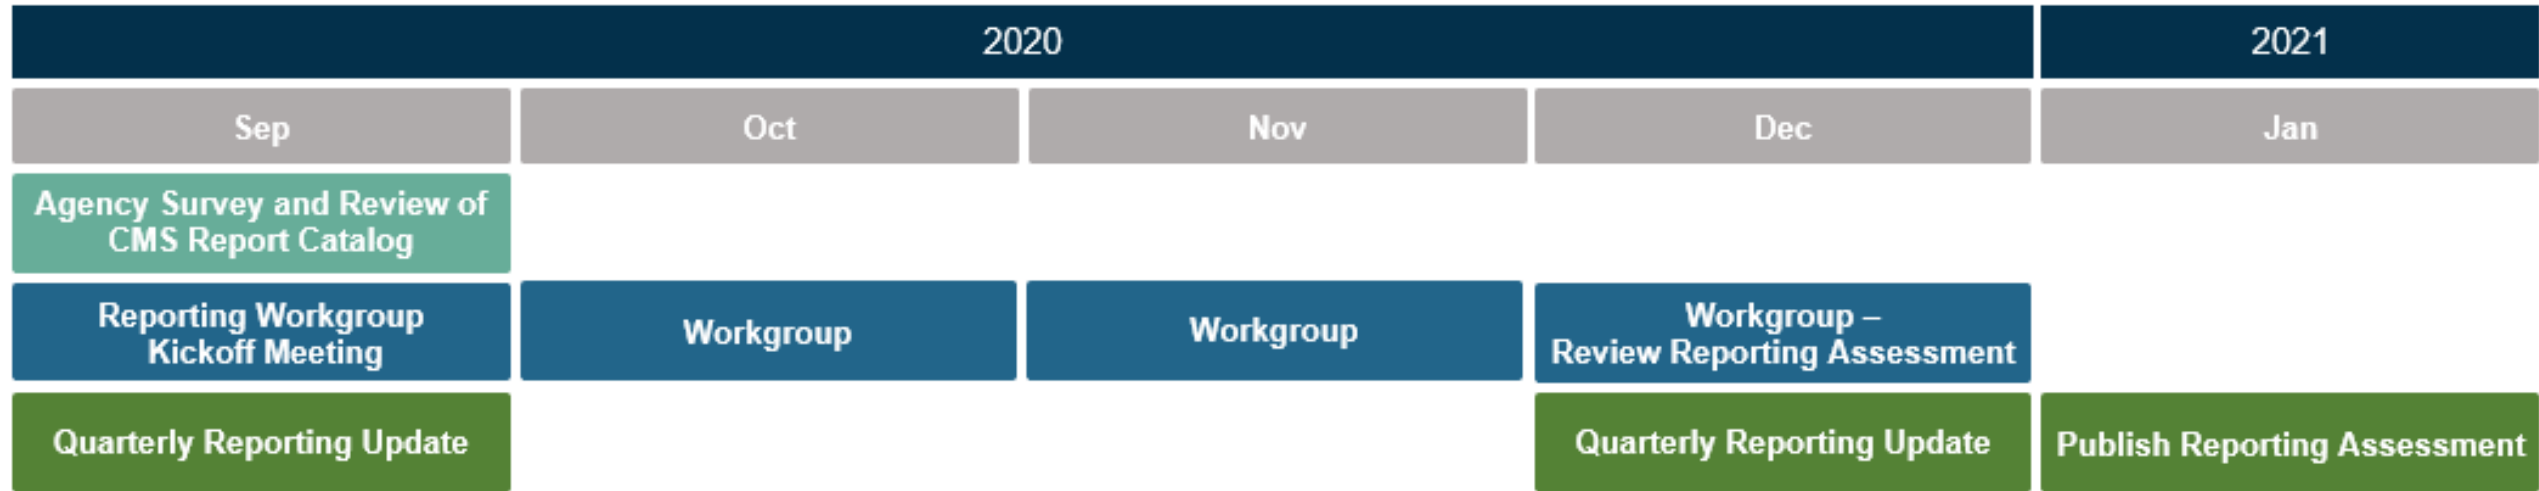 2020
2021
Sep
Oct
Nov
Dec
Jan
Agency Survey and Review of
CMS Report Catalog
Reporting Workgroup
Kickoff Meeting
Workgroup
Workgroup
Workgroup –
Review Reporting Assessment
Quarterly Reporting Update
Quarterly Reporting Update
Publish Reporting Assessment